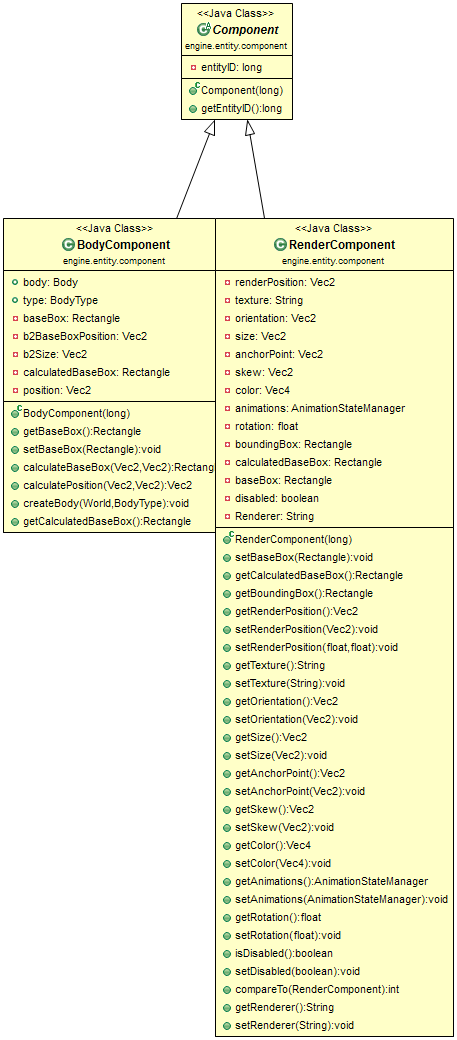 <<Java Class>>
Component
engine.entity.component
entityID: long
Component(long)
getEntityID():long
<<Java Class>>
BodyComponent
engine.entity.component
body: Body
type: BodyType
baseBox: Rectangle
b2BaseBoxPosition: Vec2
b2Size: Vec2
calculatedBaseBox: Rectangle
position: Vec2
BodyComponent(long)
getBaseBox():Rectangle
setBaseBox(Rectangle):void
calculateBaseBox(Vec2,Vec2):Rectangl
calculatePosition(Vec2,Vec2):Vec2
createBody(World,BodyType):void
getCalculatedBaseBox():Rectangle
<<Java Class>>
RenderComponent
engine.entity.component
renderPosition: Vec2
texture: String
orientation: Vec2
size: Vec2
anchorPoint: Vec2
skew: Vec2
color: Vec4
animations: AnimationStateManager
rotation: float
boundingBox: Rectangle
calculatedBaseBox: Rectangle
baseBox: Rectangle
disabled: boolean
Renderer: String
RenderComponent(long)
setBaseBox(Rectangle):void
getCalculatedBaseBox():Rectangle
getBoundingBox():Rectangle
getRenderPosition():Vec2
setRenderPosition(Vec2):void
setRenderPosition(float,float):void
getTexture():String
setTexture(String):void
getOrientation():Vec2
setOrientation(Vec2):void
getSize():Vec2
setSize(Vec2):void
getAnchorPoint():Vec2
setAnchorPoint(Vec2):void
getSkew():Vec2
setSkew(Vec2):void
getColor():Vec4
setColor(Vec4):void
getAnimations():AnimationStateManager
setAnimations(AnimationStateManager):void
getRotation():float
setRotation(float):void
isDisabled():boolean
setDisabled(boolean):void
compareTo(RenderComponent):int
getRenderer():String
setRenderer(String):void